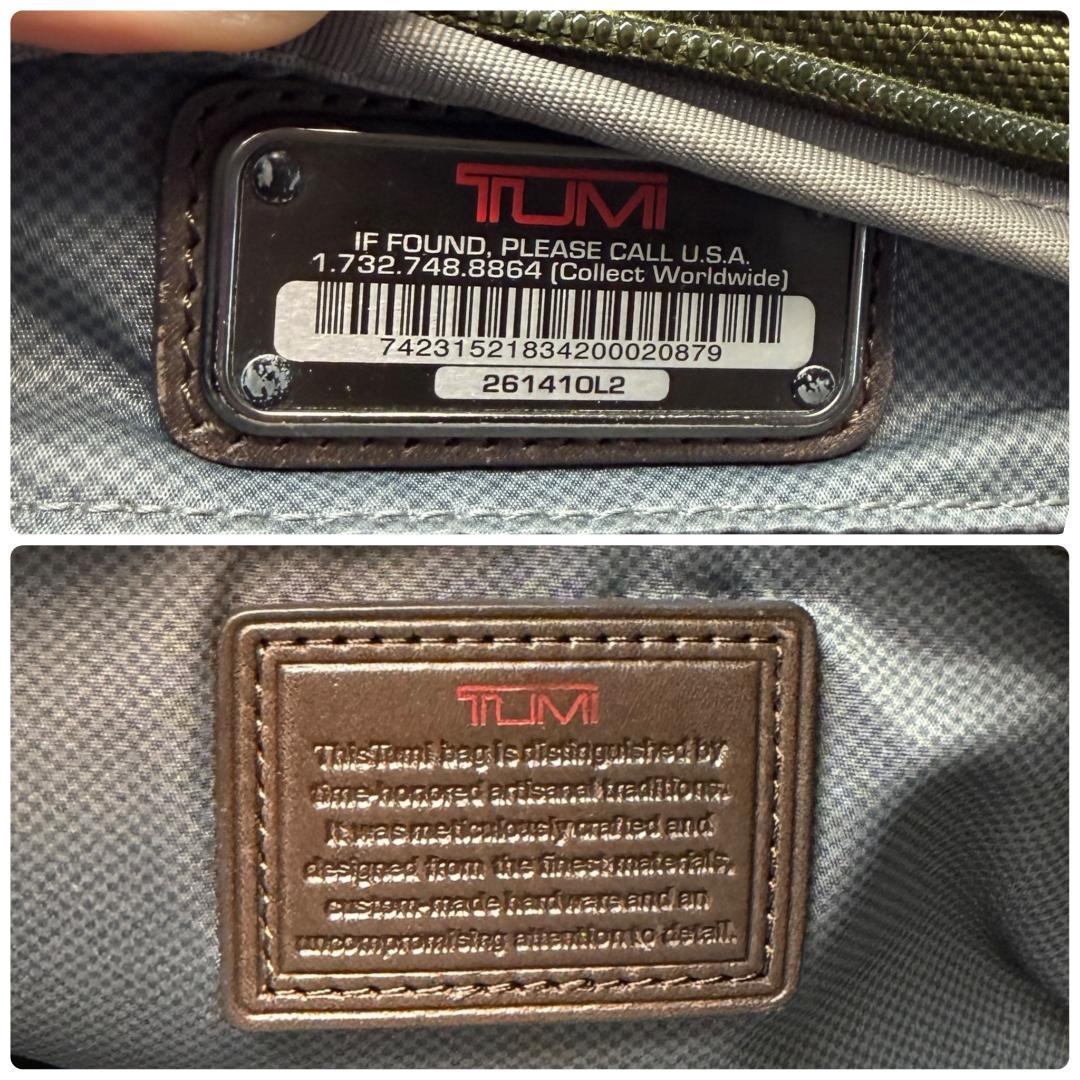 TUMI
IF FOUND, PLEASE CALL U.S.A.
1.732.748.8864 (Collect Worldwide)
74231521834200020879
261410L2
TUMI
This Tumi bag is distinguished by
time-honored artisanal traditions.
It was meticulously crafted and
designed from the finest materials,
custom-made hardware and an
uncompromising attention to detail.